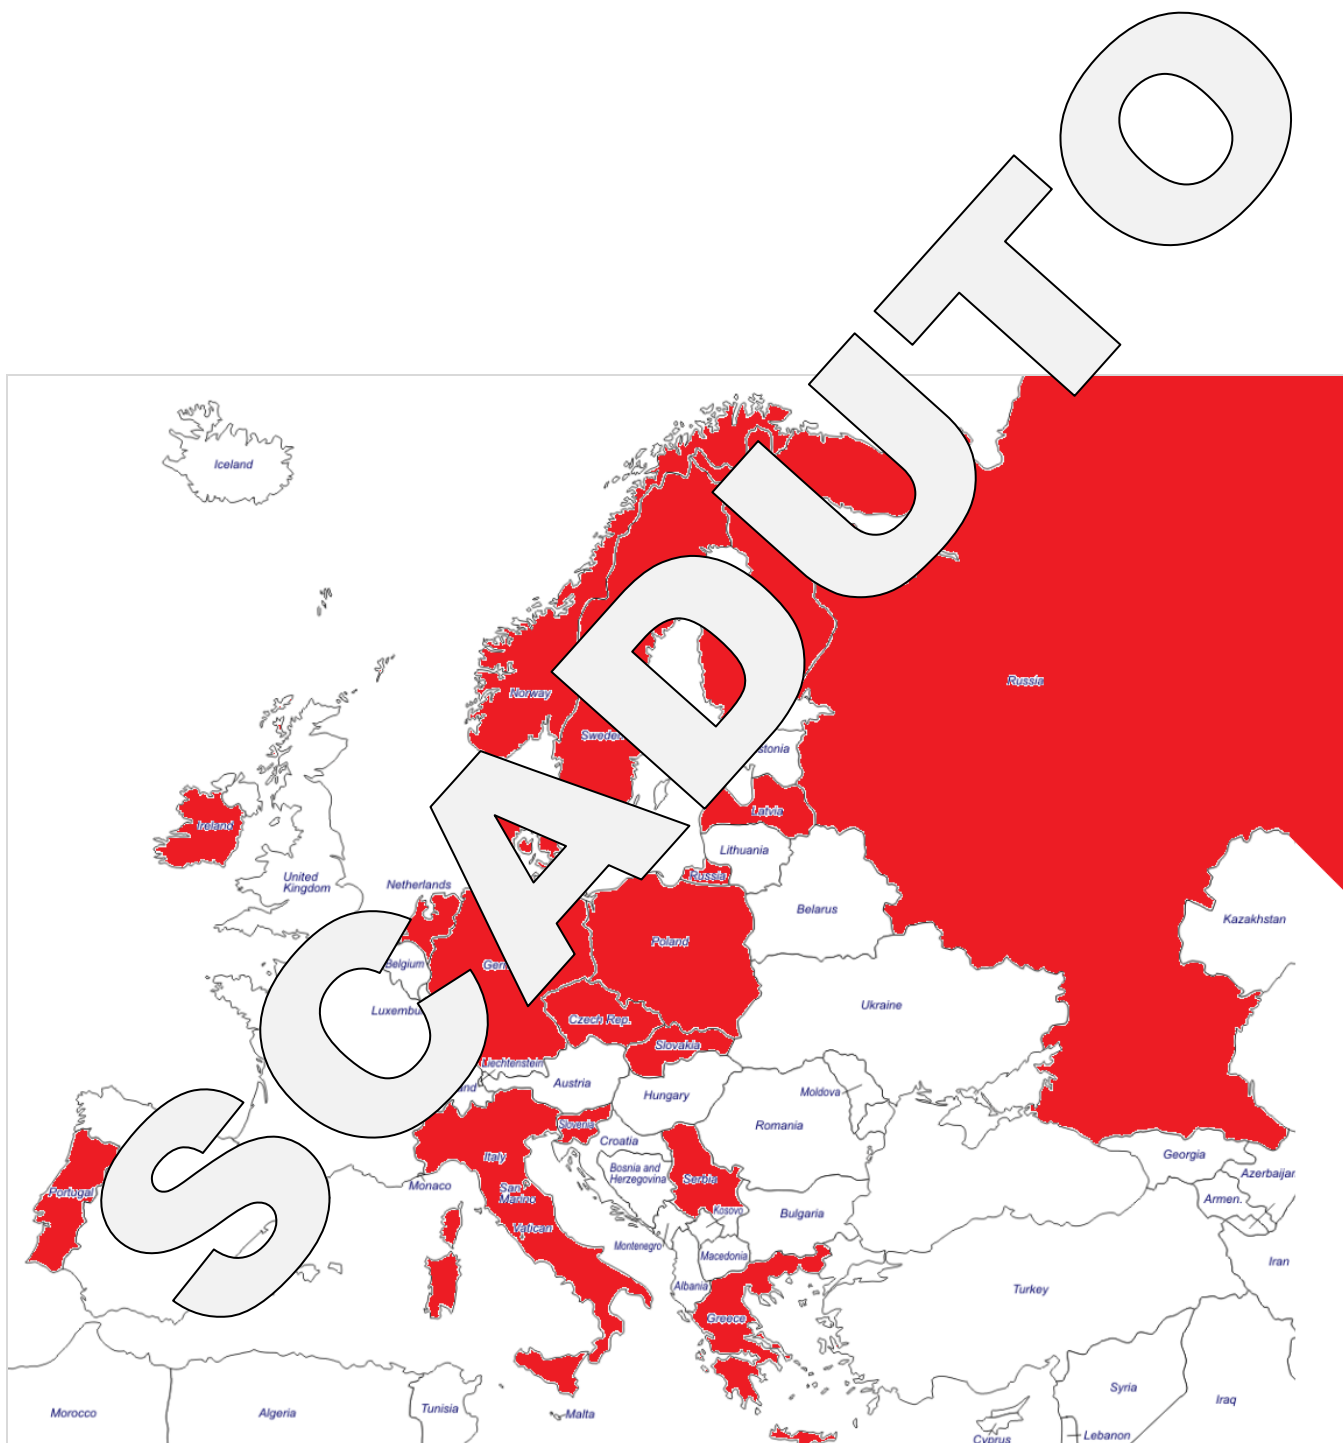 SCADUTO
Iceland
Norway
Russia
Latvia
Ireland
Lithuania
Russia
United
Kingdom
Netherlands
Belarus
Kazakhstan
Poland
Belgium
Ukraine
Czech Rep.
Slovakia
Liechtenstein
Austria
Hungary
Moldova
Romania
Slovenia
Croatia
Italy
Georgia
Bosnia and
Herzegovina
Azerbaijan
Serbia
Monaco
San
Marino
Portugal
Armen.
Kosovo
Bulgaria
Vatican
Montenegro
Macedonia
Iran
Albania
Turkey
Greece
Syria
Iraq
Morocco
Algeria
Tunisia
Malta
Cyprus
Lebanon